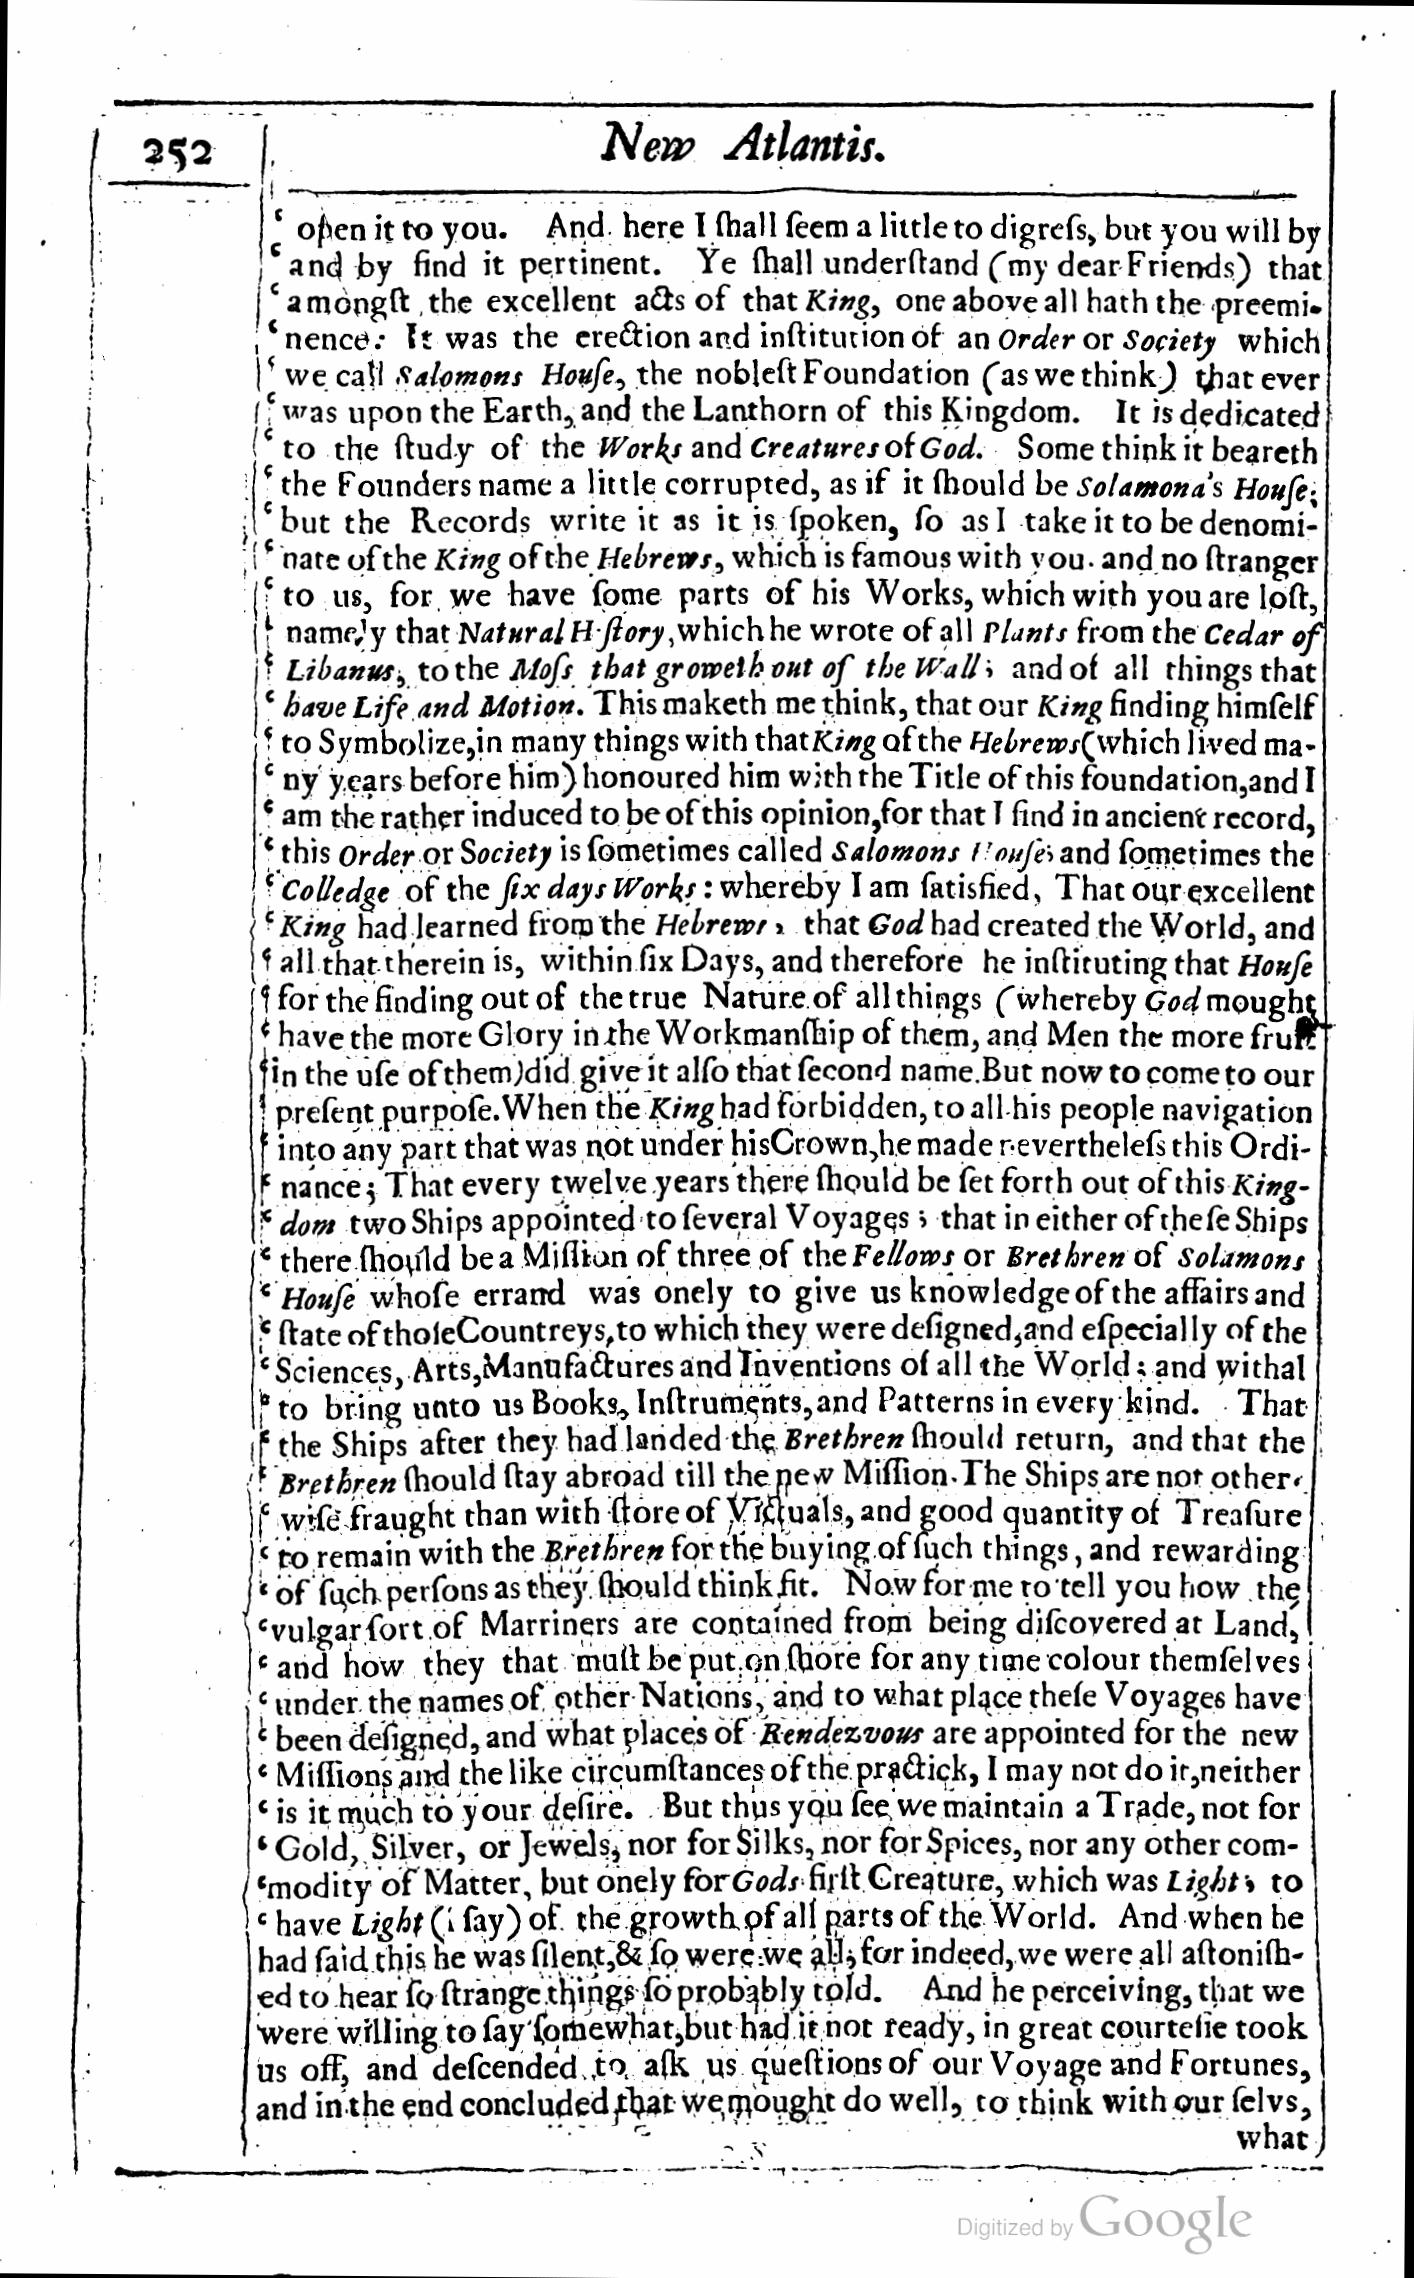 252
New Atlantis.
‘ open it to you. And here I ſhall ſeem a little to digreſs, but you will by
‘ and by find it pertinent. Ye ſhall underſtand (my dear Friends) that
‘ amongſt the excellent acts of that King, one above all hath the preemi-
‘ nence: It was the erection and inſtitution of an Order or Society which
‘ we call Salomons Houſe, the nobleſt Foundation (as we think) that ever
‘ was upon the Earth, and the Lanthorn of this Kingdom. It is dedicated
‘ to the ſtudy of the Works and Creatures of God. Some think it beareth
‘ the Founders name a little corrupted, as if it ſhould be Solamona's Houſe;
‘ but the Records write it as it is ſpoken, ſo as I take it to be denomi-
‘ nate of the King of the Hebrews, which is famous with you. and no ſtranger
‘ to us, for we have ſome parts of his Works, which with you are loſt,
‘ namely that Natural Hiſtory, which he wrote of all Plants from the Cedar of
‘ Libanus, to the Moſs that groweth out of the Wall; and of all things that
‘ have Life and Motion. This maketh me think, that our King finding himſelf
‘ to Symbolize, in many things with that King of the Hebrews (which lived ma-
‘ ny years before him) honoured him with the Title of this foundation, and I
‘ am the rather induced to be of this opinion, for that I find in ancient record,
‘ this Order or Society is ſometimes called Salomons Houſe; and ſometimes the
‘ Colledge of the ſix days Works: whereby I am ſatisfied, That our excellent
‘ King had learned from the Hebrews, that God had created the World, and
‘ all that therein is, within ſix Days, and therefore he inſtituting that Houſe
‘ for the finding out of the true Nature of all things (whereby God mought
‘ have the more Glory in the Workmanſhip of them, and Men the more fruit
‘ in the uſe of them) did give it alſo that ſecond name. But now to come to our
‘ preſent purpoſe. When the King had forbidden, to all his people navigation
‘ into any part that was not under his Crown, he made nevertheleſs this Ordi-
‘ nance; That every twelve years there ſhould be ſet forth out of this King-
‘ dom two Ships appointed to ſeveral Voyages; that in either of theſe Ships
‘ there ſhould be a Miſſion of three of the Fellows or Brethren of Solamons
‘ Houſe whoſe errand was onely to give us knowledge of the affairs and
‘ ſtate of thoſe Countreys, to which they were deſigned, and eſpecially of the
‘ Sciences, Arts, Manufactures and Inventions of all the World; and withal
‘ to bring unto us Books, Inſtruments, and Patterns in every kind. That
‘ the Ships after they had landed the Brethren ſhould return, and that the
‘ Brethren ſhould ſtay abroad till the new Miſſion. The Ships are not other-
‘ wiſe fraught than with ſtore of Victuals, and good quantity of Treaſure
‘ to remain with the Brethren for the buying of ſuch things, and rewarding
‘ of ſuch perſons as they ſhould think fit. Now for me to tell you how the
‘ vulgar ſort of Marriners are contained from being diſcovered at Land,
‘ and how they that muſt be put on ſhore for any time colour themſelves
‘ under the names of other Nations, and to what place theſe Voyages have
‘ been deſigned, and what places of Rendezvous are appointed for the new
‘ Miſſions and the like circumſtances of the practick, I may not do it, neither
‘ is it much to your deſire. But thus you ſee we maintain a Trade, not for
‘ Gold, Silver, or Jewels, nor for Silks, nor for Spices, nor any other com-
‘ modity of Matter, but onely for Gods firſt Creature, which was Light; to
‘ have Light (i ſay) of the growth of all parts of the World. And when he
had ſaid this he was ſilent, & ſo were we all; for indeed, we were all aſtoniſh-
ed to hear ſo ſtrange things ſo probably told. And he perceiving, that we
were willing to ſay ſomewhat, but had it not ready, in great courteſie took
us off, and deſcended to aſk us queſtions of our Voyage and Fortunes,
and in the end concluded that we mought do well, to think with our ſelvs,
what
Digitized by Google